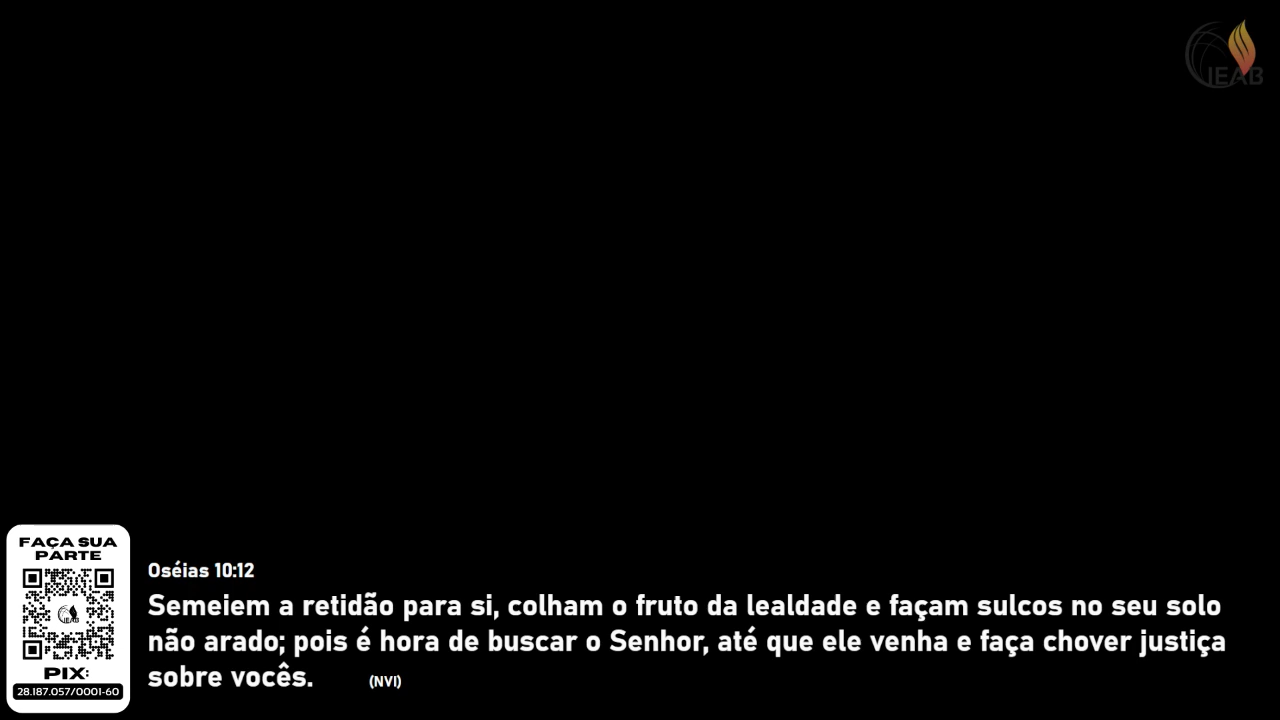 IEAB
FAÇA SUA
PARTE
PIX:
28.187.057/0001-60
Oséias 10:12
Semeiem a retidão para si, colham o fruto da lealdade e façam sulcos no seu solo
não arado; pois é hora de buscar o Senhor, até que ele venha e faça chover justiça
sobre vocês. (NVI)